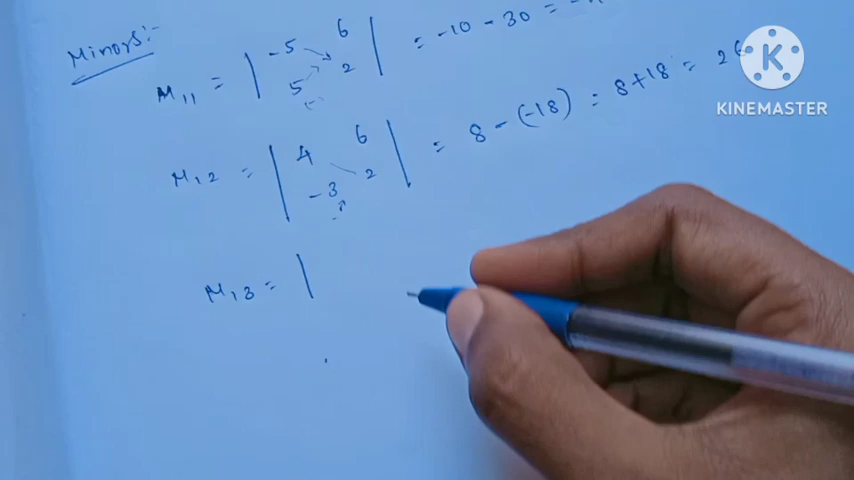 Minors:-
M11 = | -5 6 5 2 | = -10 - 30 =
M12 = | 4 6 -3 2 | = 8 - (-18) = 8+18 = 26
M13 = |
KINEMASTER